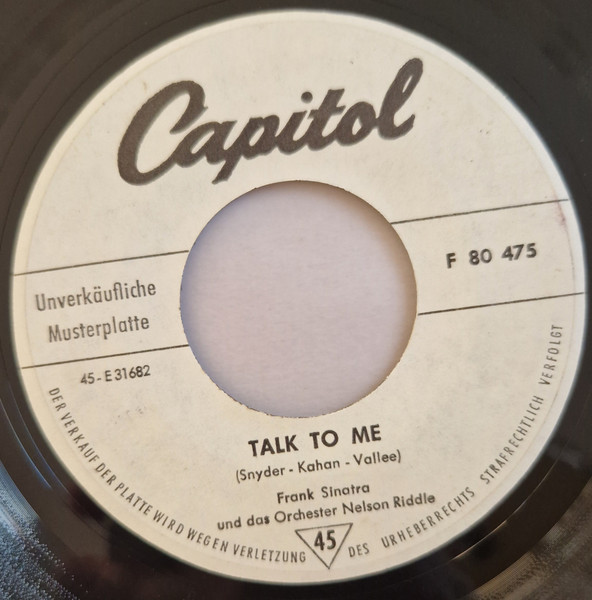 Capitol
F 80 475
Unverkäufliche
Musterplatte
45-E31682
TALK TO ME
(Snyder - Kahan - Vallee)
Frank Sinatra
und das Orchester Nelson Riddle
45
DER VERKAUF DER PLATTE WIRD WEGEN VERLETZUNG DES URHEBERRECHTS STRAFRECHTLICH VERFOLGT